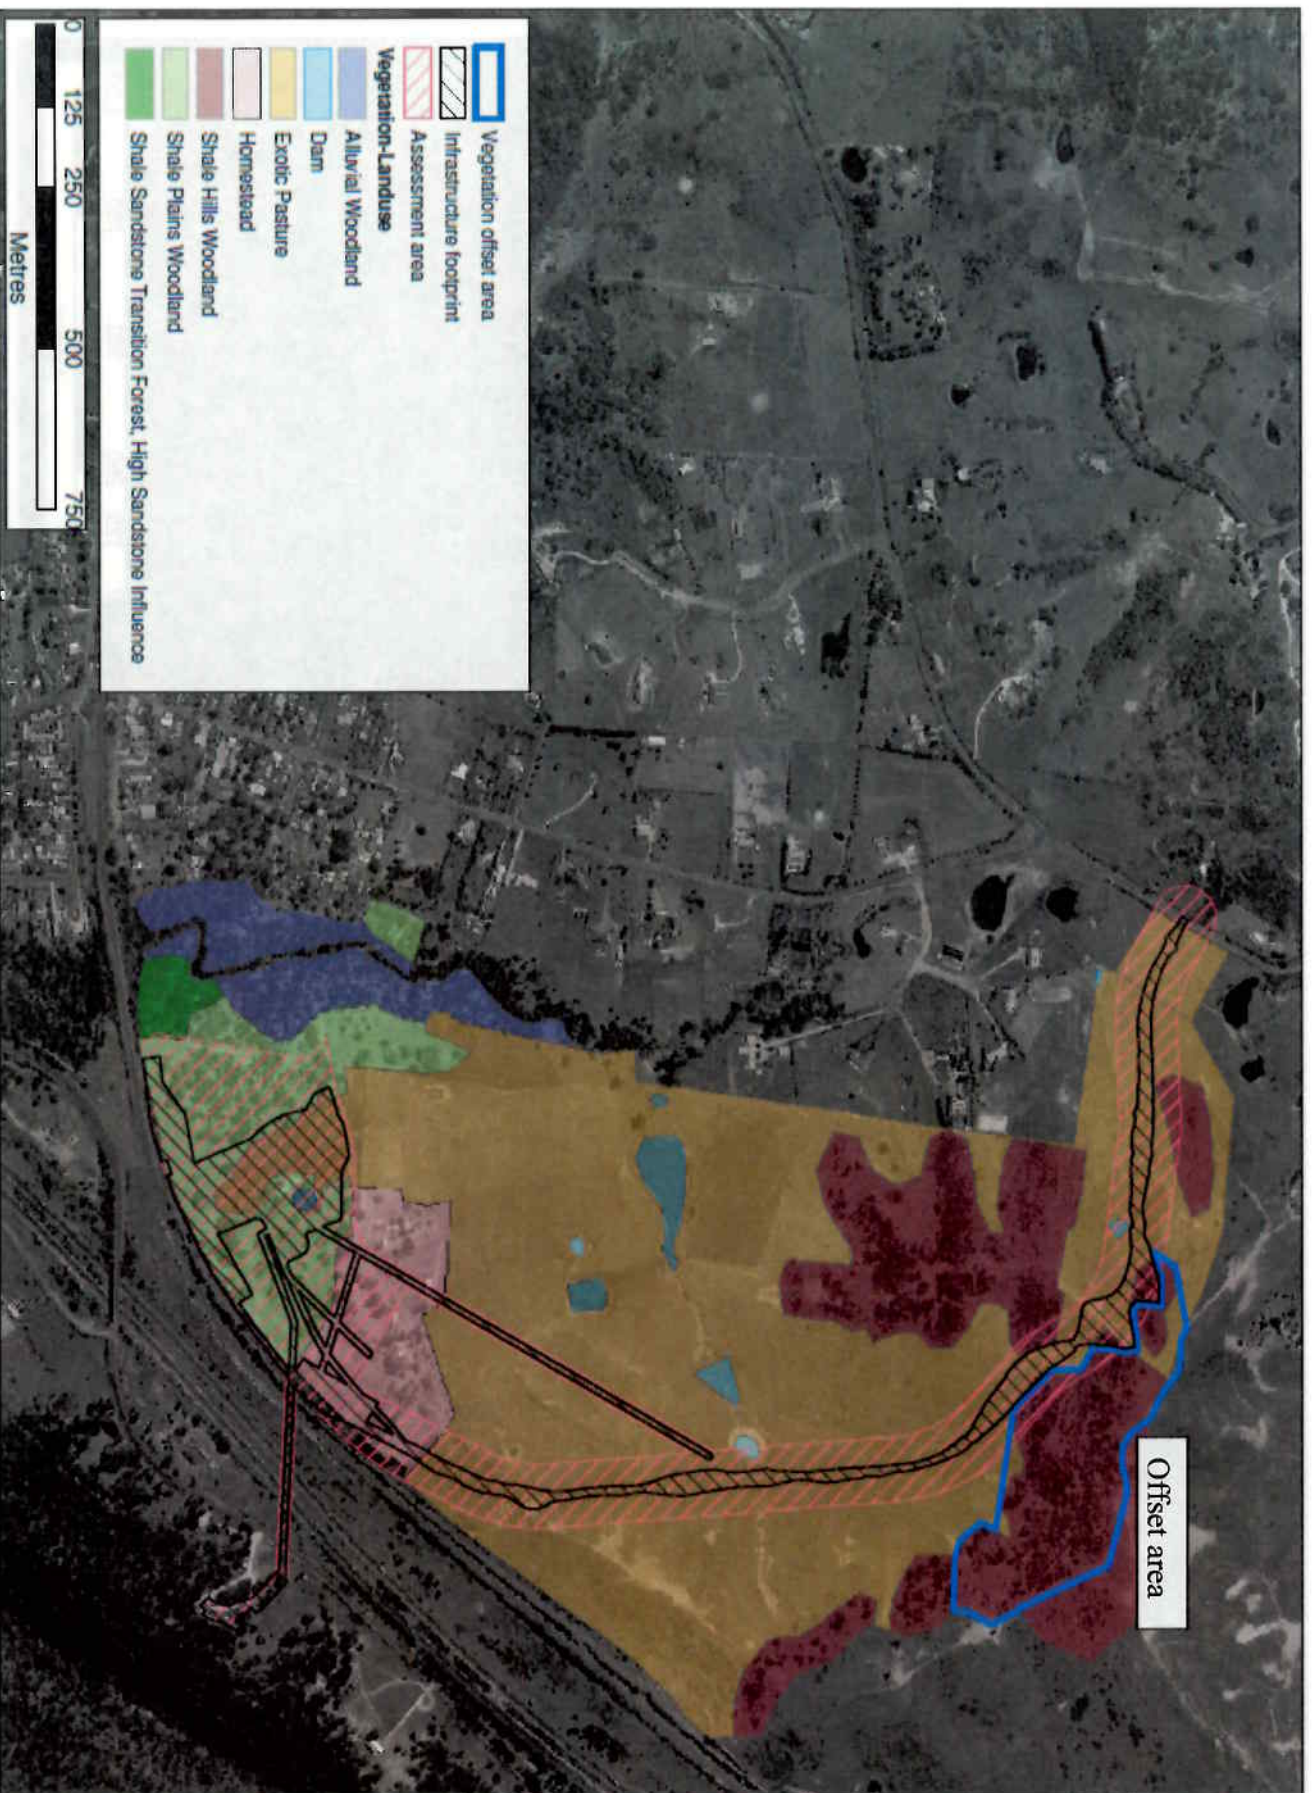 Offset area
Vegetation offset area
Infrastructure footprint
Assessment area
Vegetation-Landuse
Alluvial Woodland
Dam
Exotic Pasture
Homestead
Shale Hills Woodland
Shale Plains Woodland
Shale Sandstone Transition Forest, High Sandstone Influence
0 125 250 500 750
Metres